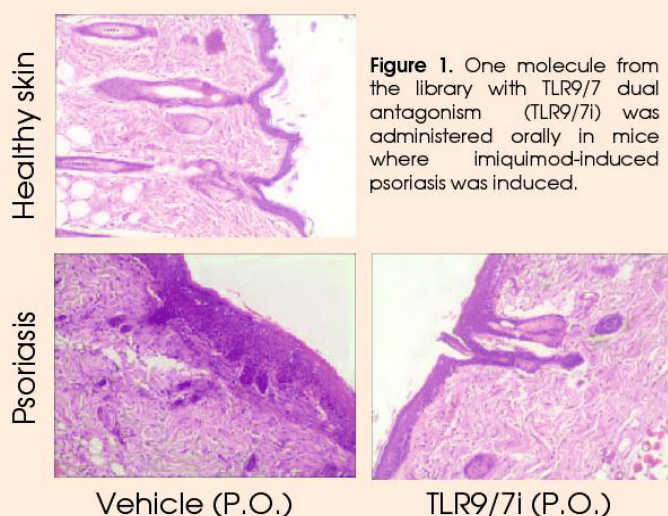 Healthy skin
Figure 1. One molecule from
the library with TLR9/7 dual
antagonism (TLR9/7i) was
administered orally in mice
where imiquimod-induced
psoriasis was induced.
Psoriasis
Vehicle (P.O.)
TLR9/7i (P.O.)